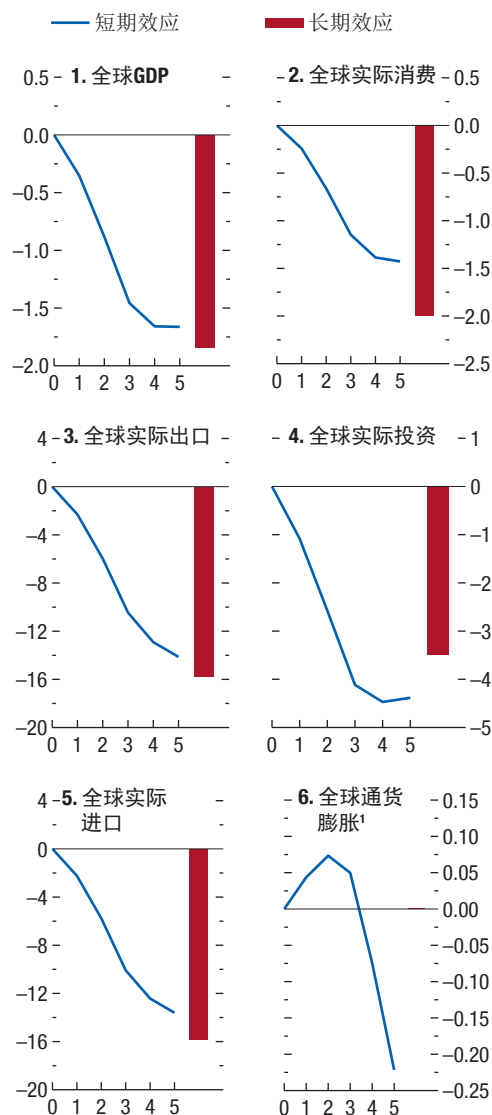 短期效应 长期效应
1. 全球GDP
0.5
0.0
–0.5
–1.0
–1.5
–2.0
0 1 2 3 4 5
2. 全球实际消费
0.5
0.0
–0.5
–1.0
–1.5
–2.0
–2.5
0 1 2 3 4 5
3. 全球实际出口
4
0
–4
–8
–12
–16
–20
0 1 2 3 4 5
4. 全球实际投资
1
0
–1
–2
–3
–4
–5
0 1 2 3 4 5
5. 全球实际
进口
4
0
–4
–8
–12
–16
–20
0 1 2 3 4 5
6. 全球通货
膨胀¹
0.15
0.10
0.05
0.00
–0.05
–0.10
–0.15
–0.20
–0.25
0 1 2 3 4 5